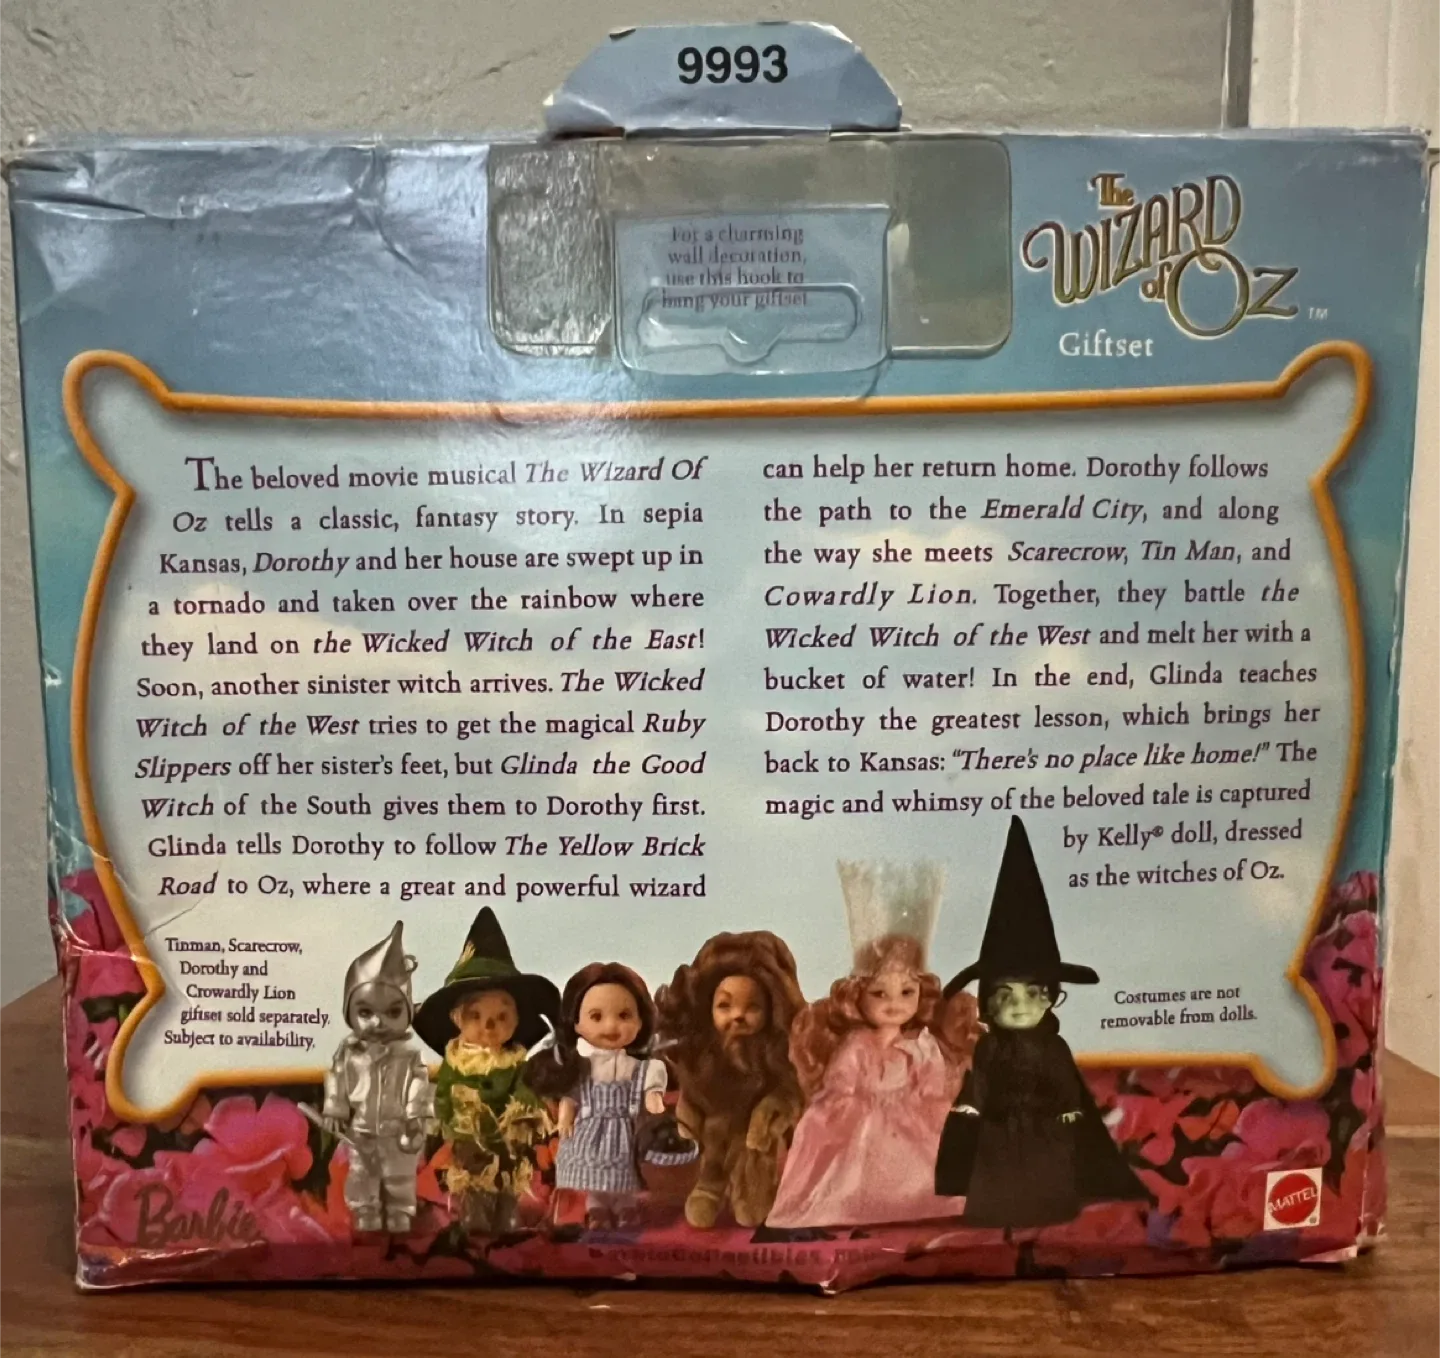 9993
For a charming
wall decoration,
use this hook to
hang your giftset
The
WIZARD
of OZ™
Giftset
The beloved movie musical The Wizard Of
Oz tells a classic, fantasy story. In sepia
Kansas, Dorothy and her house are swept up in
a tornado and taken over the rainbow where
they land on the Wicked Witch of the East!
Soon, another sinister witch arrives. The Wicked
Witch of the West tries to get the magical Ruby
Slippers off her sister's feet, but Glinda the Good
Witch of the South gives them to Dorothy first.
Glinda tells Dorothy to follow The Yellow Brick
Road to Oz, where a great and powerful wizard
can help her return home. Dorothy follows
the path to the Emerald City, and along
the way she meets Scarecrow, Tin Man, and
Cowardly Lion. Together, they battle the
Wicked Witch of the West and melt her with a
bucket of water! In the end, Glinda teaches
Dorothy the greatest lesson, which brings her
back to Kansas: "There's no place like home!" The
magic and whimsy of the beloved tale is captured
by Kelly® doll, dressed
as the witches of Oz.
Tinman, Scarecrow,
Dorothy and
Crowardly Lion
giftset sold separately.
Subject to availability.
Costumes are not
removable from dolls.
Barbie
BarbieCollectibles.com
MATTEL